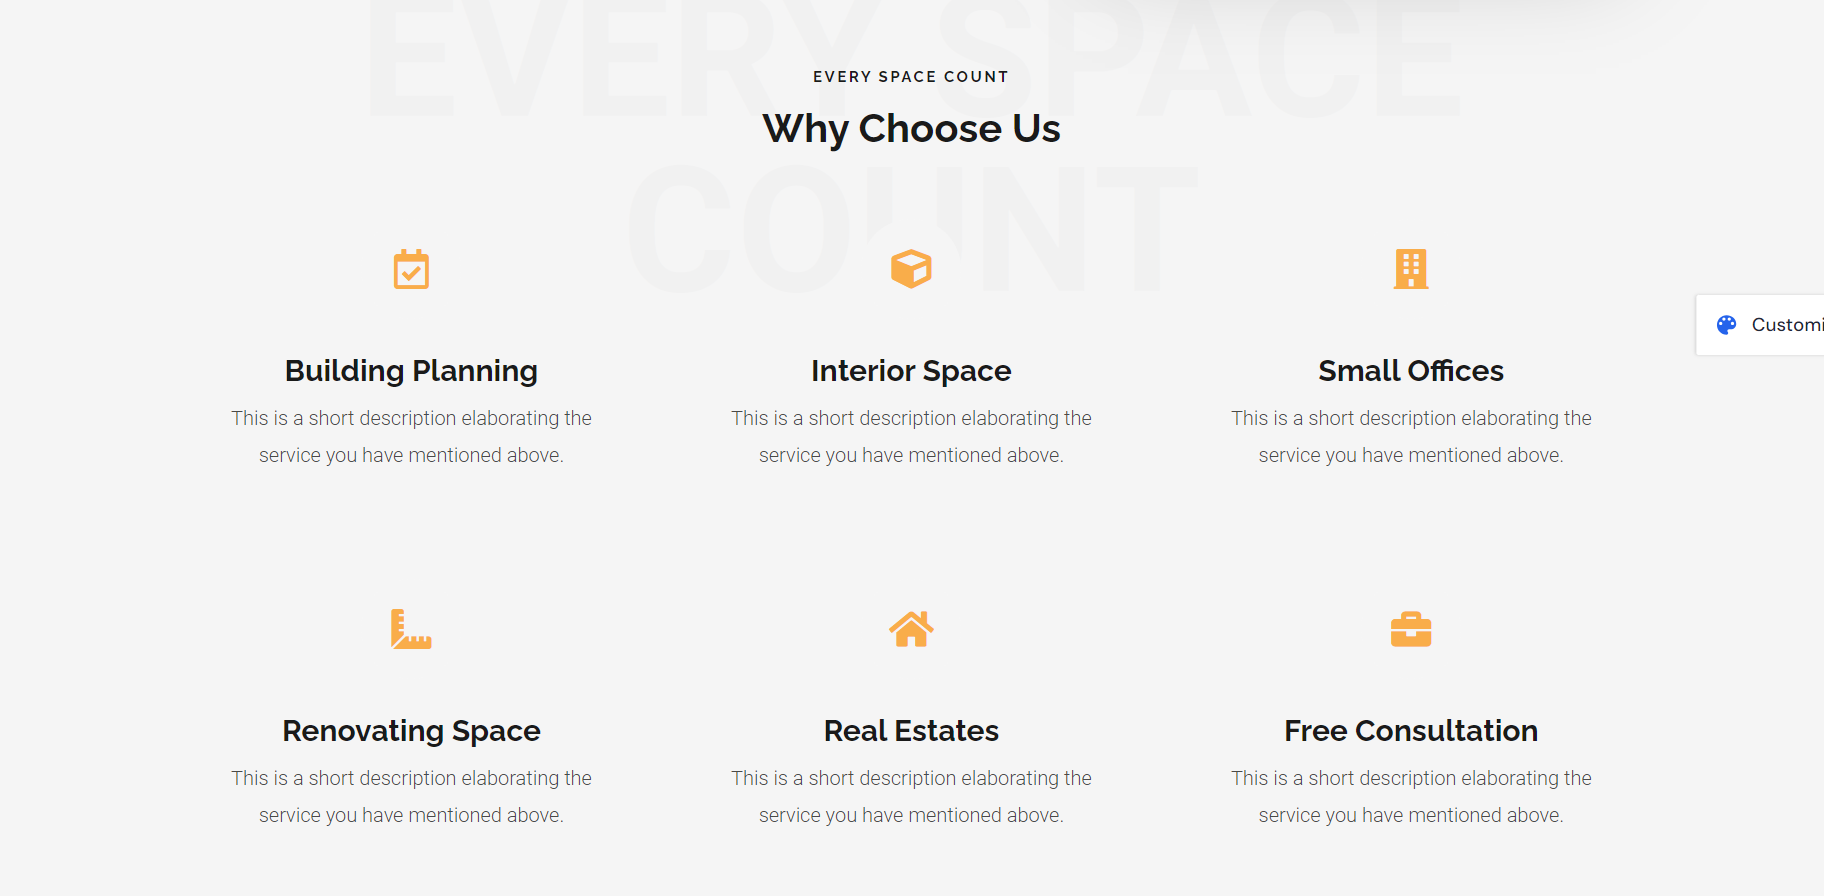 EVERY SPACE
COUNT
EVERY SPACE COUNT
Why Choose Us
Building Planning
This is a short description elaborating the
service you have mentioned above.
Interior Space
This is a short description elaborating the
service you have mentioned above.
Small Offices
This is a short description elaborating the
service you have mentioned above.
Customi
Renovating Space
This is a short description elaborating the
service you have mentioned above.
Real Estates
This is a short description elaborating the
service you have mentioned above.
Free Consultation
This is a short description elaborating the
service you have mentioned above.